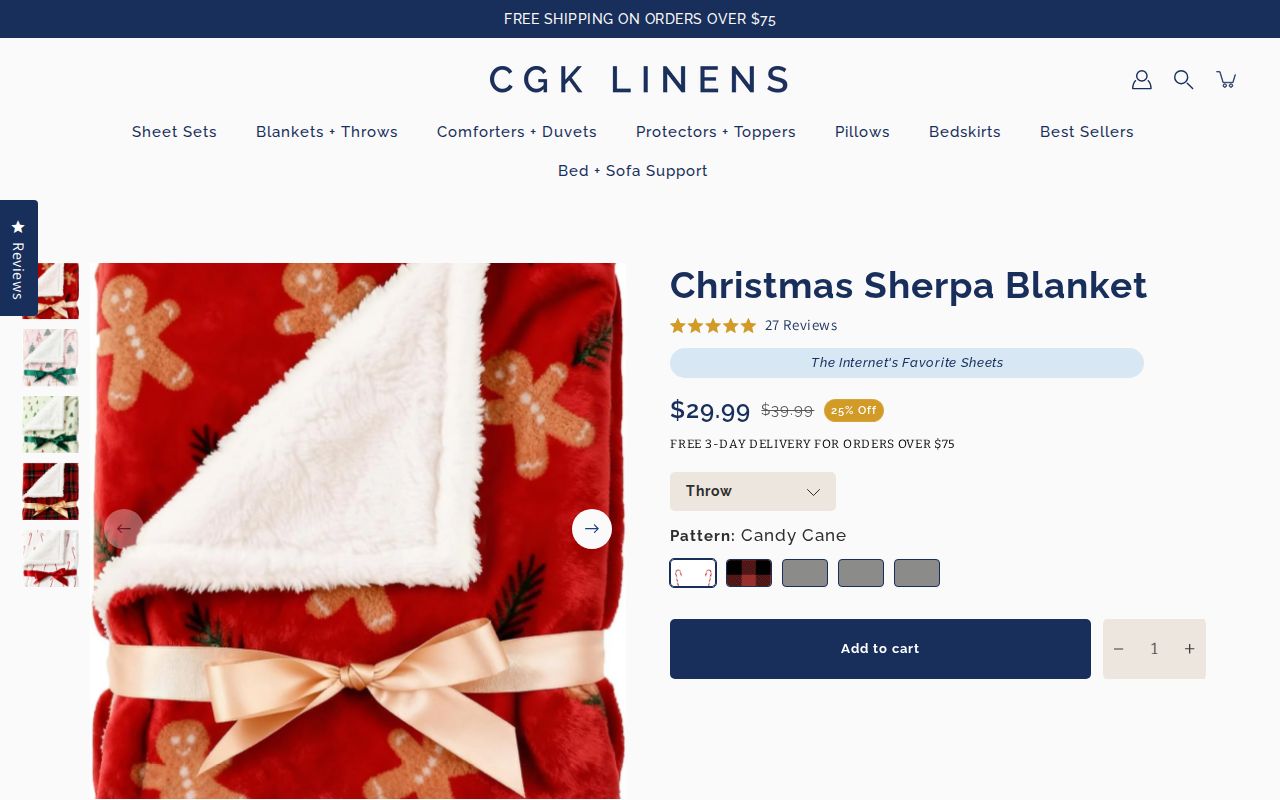 FREE SHIPPING ON ORDERS OVER $75
CGK LINENS
Sheet Sets
Blankets + Throws
Comforters + Duvets
Protectors + Toppers
Pillows
Bedskirts
Best Sellers
Bed + Sofa Support
Reviews
Christmas Sherpa Blanket
27 Reviews
The Internet's Favorite Sheets
$29.99 $39.99 25% Off
FREE 3-DAY DELIVERY FOR ORDERS OVER $75
Throw
Pattern: Candy Cane
Add to cart
− 1 +